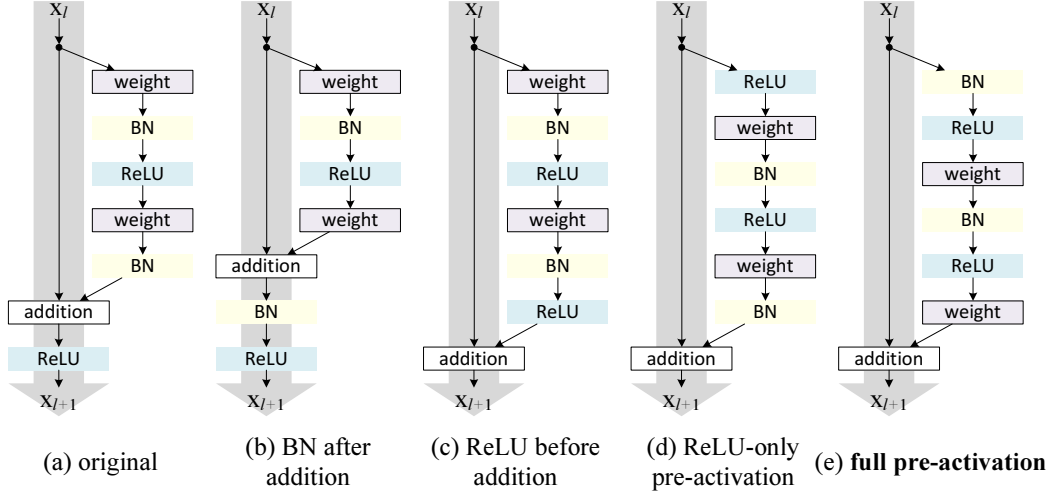 x_l
weight
BN
ReLU
weight
BN
addition
ReLU
x_{l+1}
(a) original
x_l
weight
BN
ReLU
weight
addition
BN
ReLU
x_{l+1}
(b) BN after
addition
x_l
weight
BN
ReLU
weight
BN
ReLU
addition
x_{l+1}
(c) ReLU before
addition
x_l
ReLU
weight
BN
ReLU
weight
BN
addition
x_{l+1}
(d) ReLU-only
pre-activation
x_l
BN
ReLU
weight
BN
ReLU
weight
addition
x_{l+1}
(e) full pre-activation